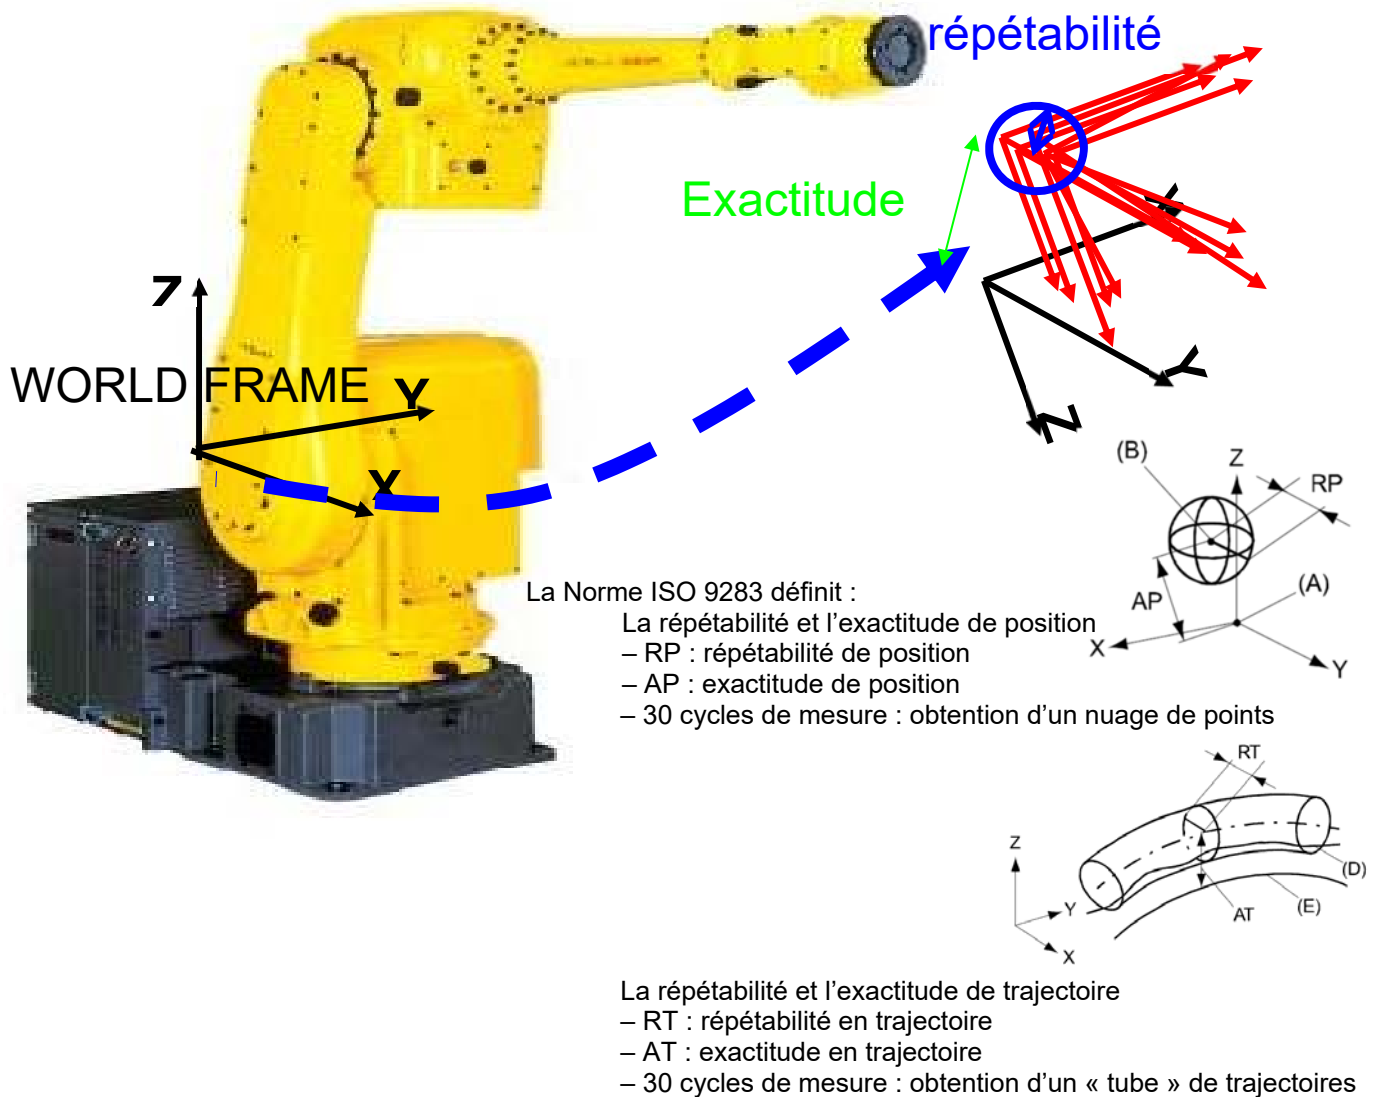 répétabilité
Exactitude
Z
WORLD FRAME
Y
X
X
Y
Z
(B)
Z
RP
(A)
AP
X
Y
La Norme ISO 9283 définit :
La répétabilité et l’exactitude de position
– RP : répétabilité de position
– AP : exactitude de position
– 30 cycles de mesure : obtention d’un nuage de points
RT
Z
(D)
Y
AT
(E)
X
La répétabilité et l’exactitude de trajectoire
– RT : répétabilité en trajectoire
– AT : exactitude en trajectoire
– 30 cycles de mesure : obtention d’un « tube » de trajectoires